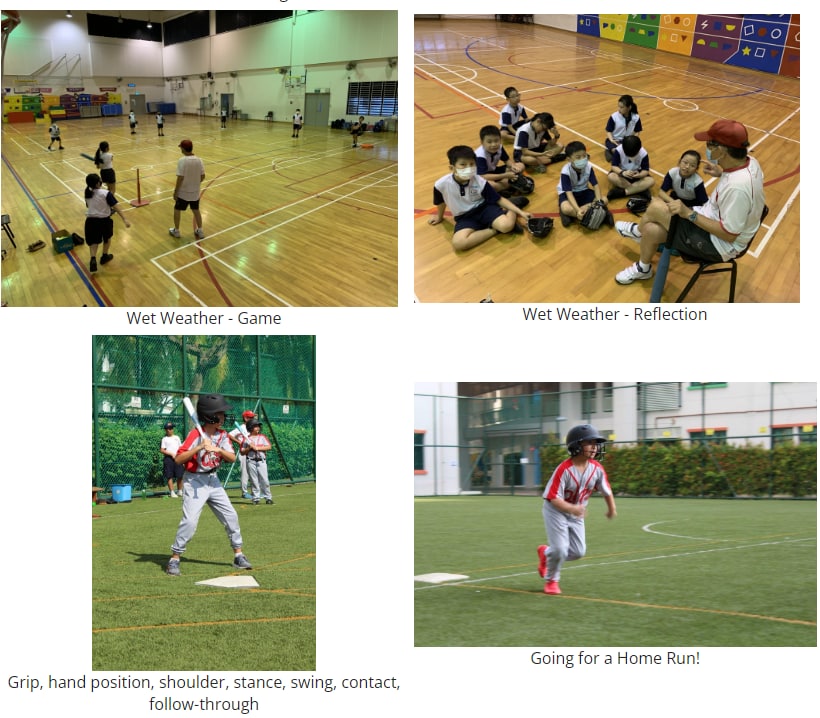 Wet Weather - Game
Wet Weather - Reflection
Grip, hand position, shoulder, stance, swing, contact,
follow-through
Going for a Home Run!